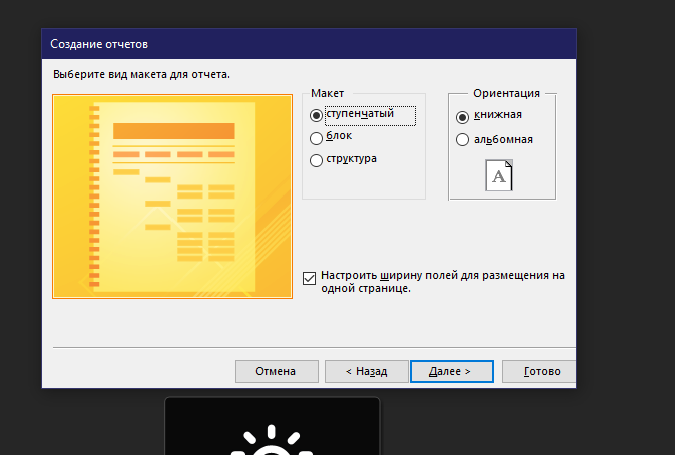 Создание отчетов
Выберите вид макета для отчета.
Макет
ступенчатый
блок
структура
Ориентация
книжная
альбомная
A
Настроить ширину полей для размещения на
одной странице.
Отмена
< Назад
Далее >
Готово